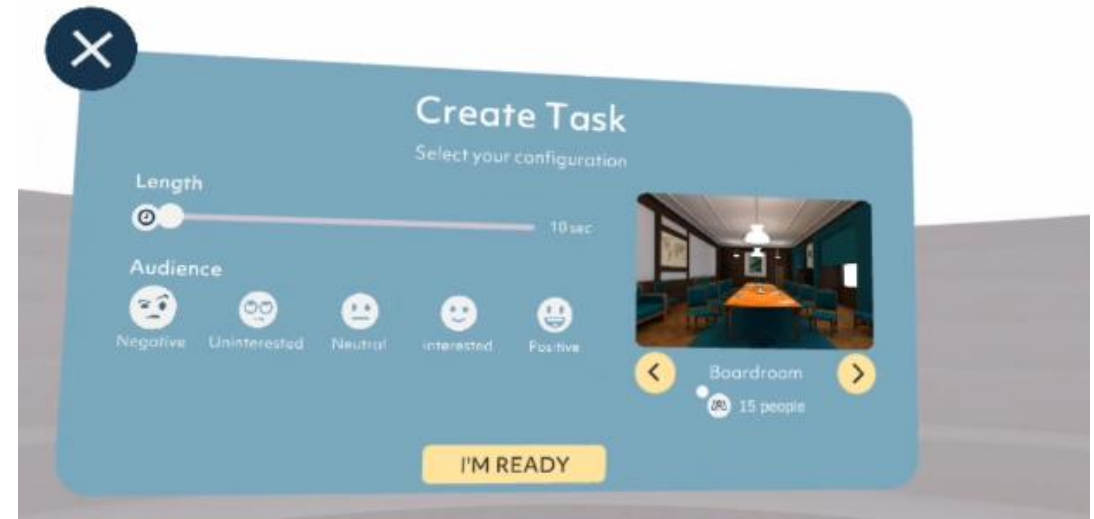 Create Task
Select your configuration
Length
10 sec
Audience
Negative Uninterested Neutral Interested Positive
Boardroom
15 people
I'M READY